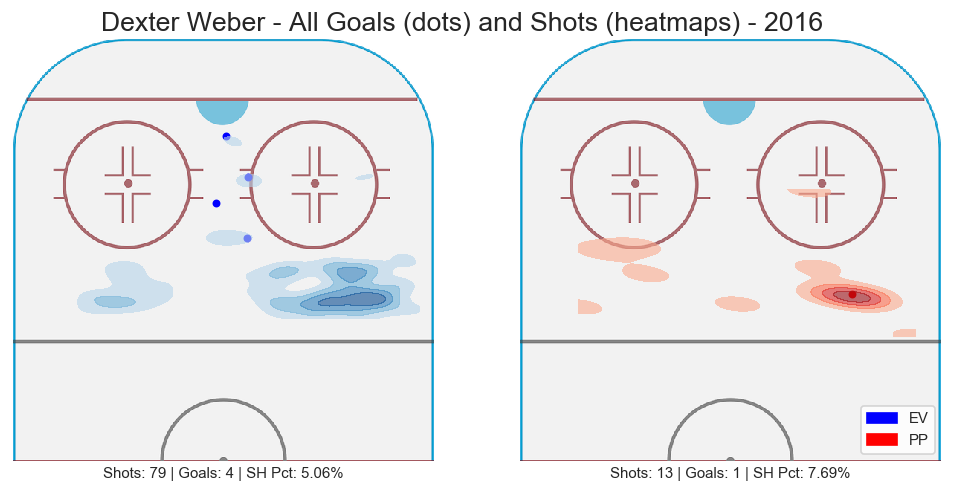 Dexter Weber - All Goals (dots) and Shots (heatmaps) - 2016
EV
PP
Shots: 79 | Goals: 4 | SH Pct: 5.06%
Shots: 13 | Goals: 1 | SH Pct: 7.69%